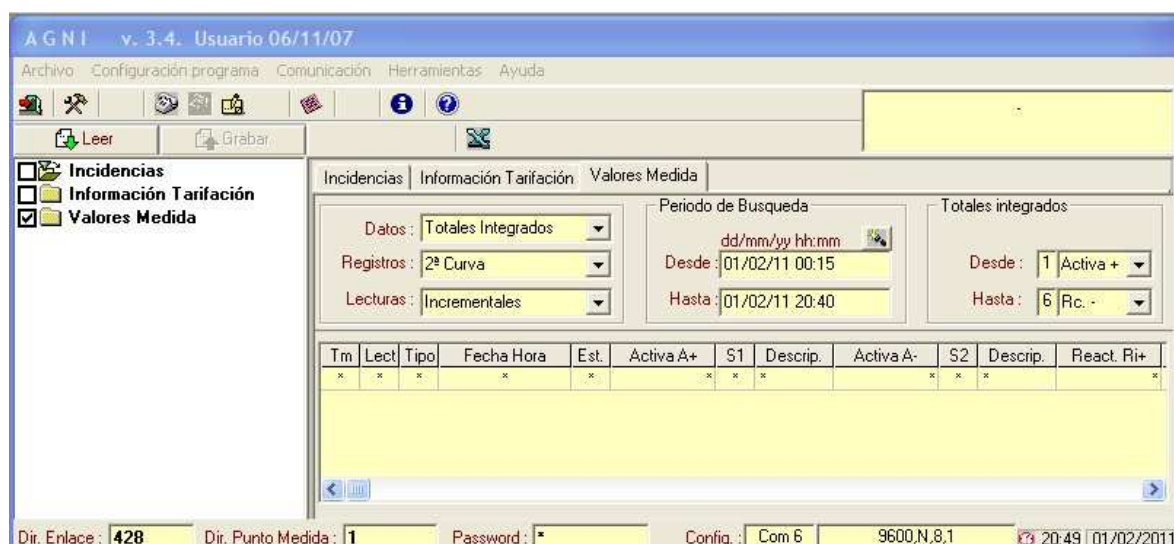 AGNI v. 3.4. Usuario 06/11/07
Archivo Configuración programa Comunicación Herramientas Ayuda
-
Leer Grabar
Incidencias
Información Tarifación
Valores Medida
Incidencias Información Tarifación Valores Medida
Periodo de Busqueda Totales integrados
Datos : Totales Integrados
dd/mm/yy hh:mm
Registros : 2ª Curva Desde : 01/02/11 00:15 Desde : 1 Activa +
Lecturas : Incrementales Hasta : 01/02/11 20:40 Hasta : 6 Rc. -
Tm Lect Tipo Fecha Hora Est. Activa A+ S1 Descrip. Activa A- S2 Descrip. React. Ri+
* * * * * * * * * * * *
Dir. Enlace : 428 Dir. Punto Medida : 1 Password : * Config. : Com 6 9600,N,8,1 20:49 01/02/201